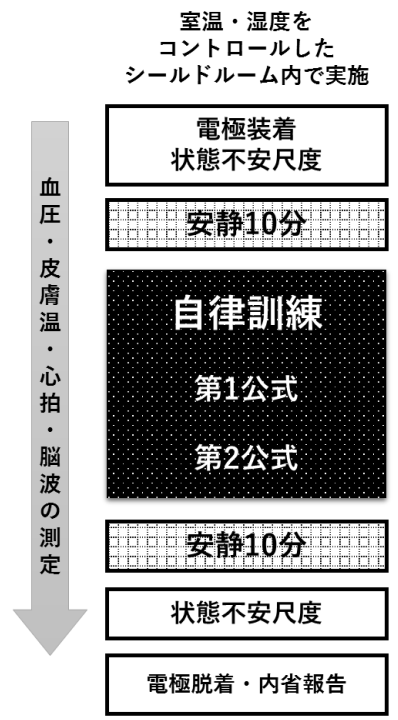 室温・湿度を
コントロールした
シールドルーム内で実施
血圧・皮膚温・心拍・脳波の測定
電極装着
状態不安尺度
安静10分
自律訓練
第1公式
第2公式
安静10分
状態不安尺度
電極脱着・内省報告